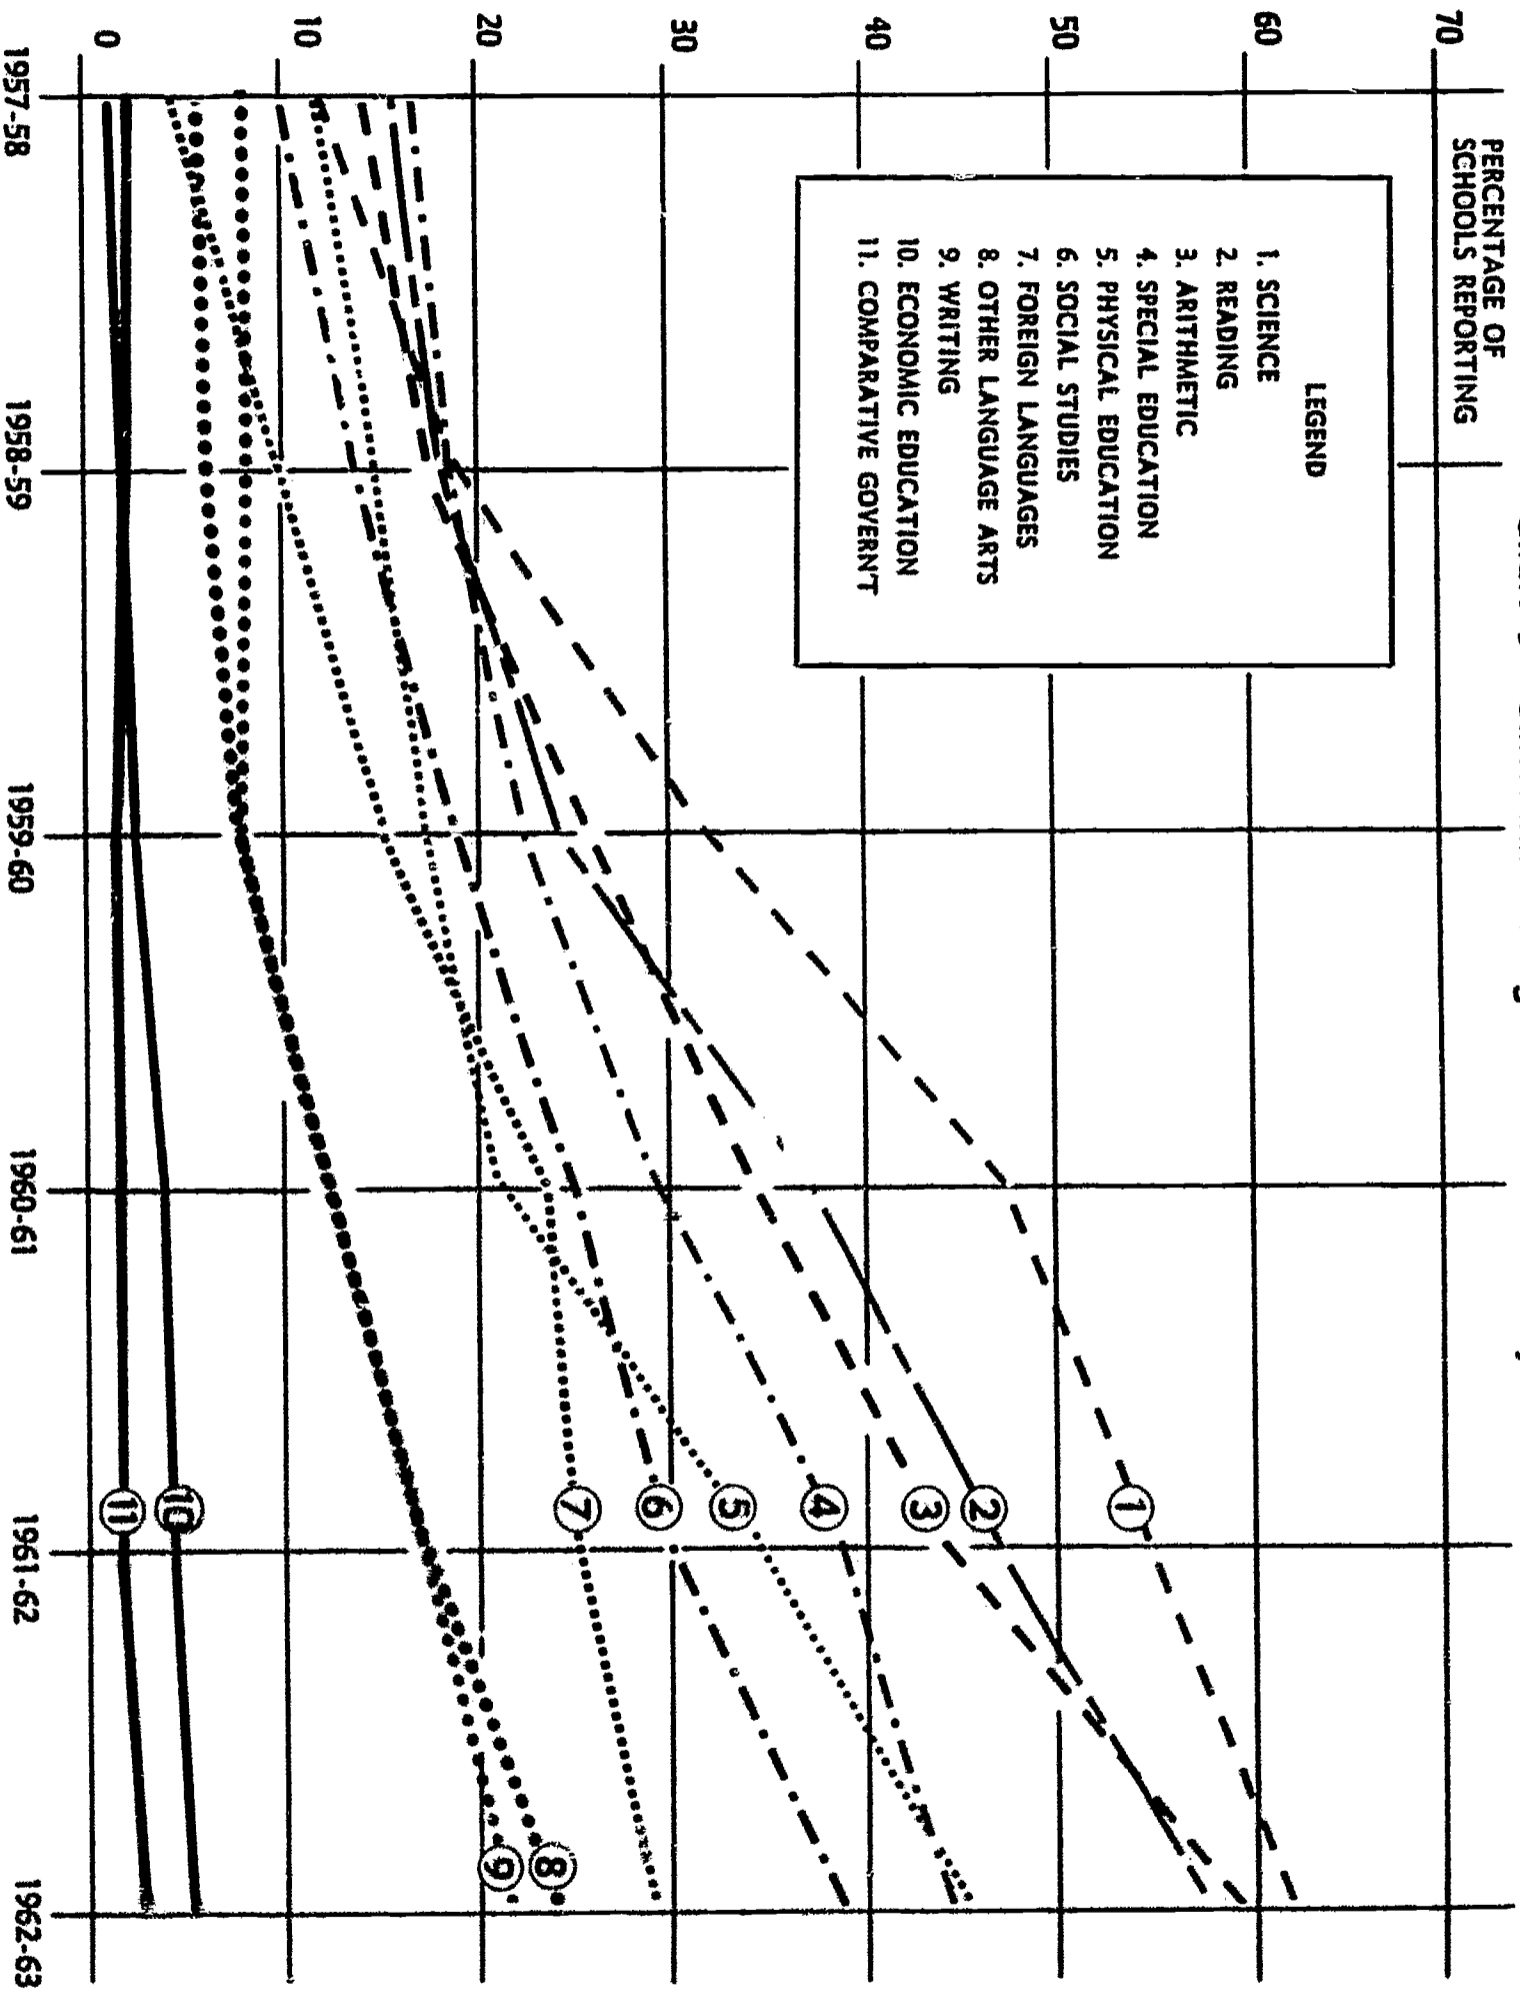 PERCENTAGE OF
SCHOOLS REPORTING
70
60
50
40
30
20
10
0
LEGEND
1. SCIENCE
2. READING
3. ARITHMETIC
4. SPECIAL EDUCATION
5. PHYSICAL EDUCATION
6. SOCIAL STUDIES
7. FOREIGN LANGUAGES
8. OTHER LANGUAGE ARTS
9. WRITING
10. ECONOMIC EDUCATION
11. COMPARATIVE GOVERN'T
1
2
3
4
5
6
7
8
9
10
11
1957-58
1958-59
1959-60
1960-61
1961-62
1962-63